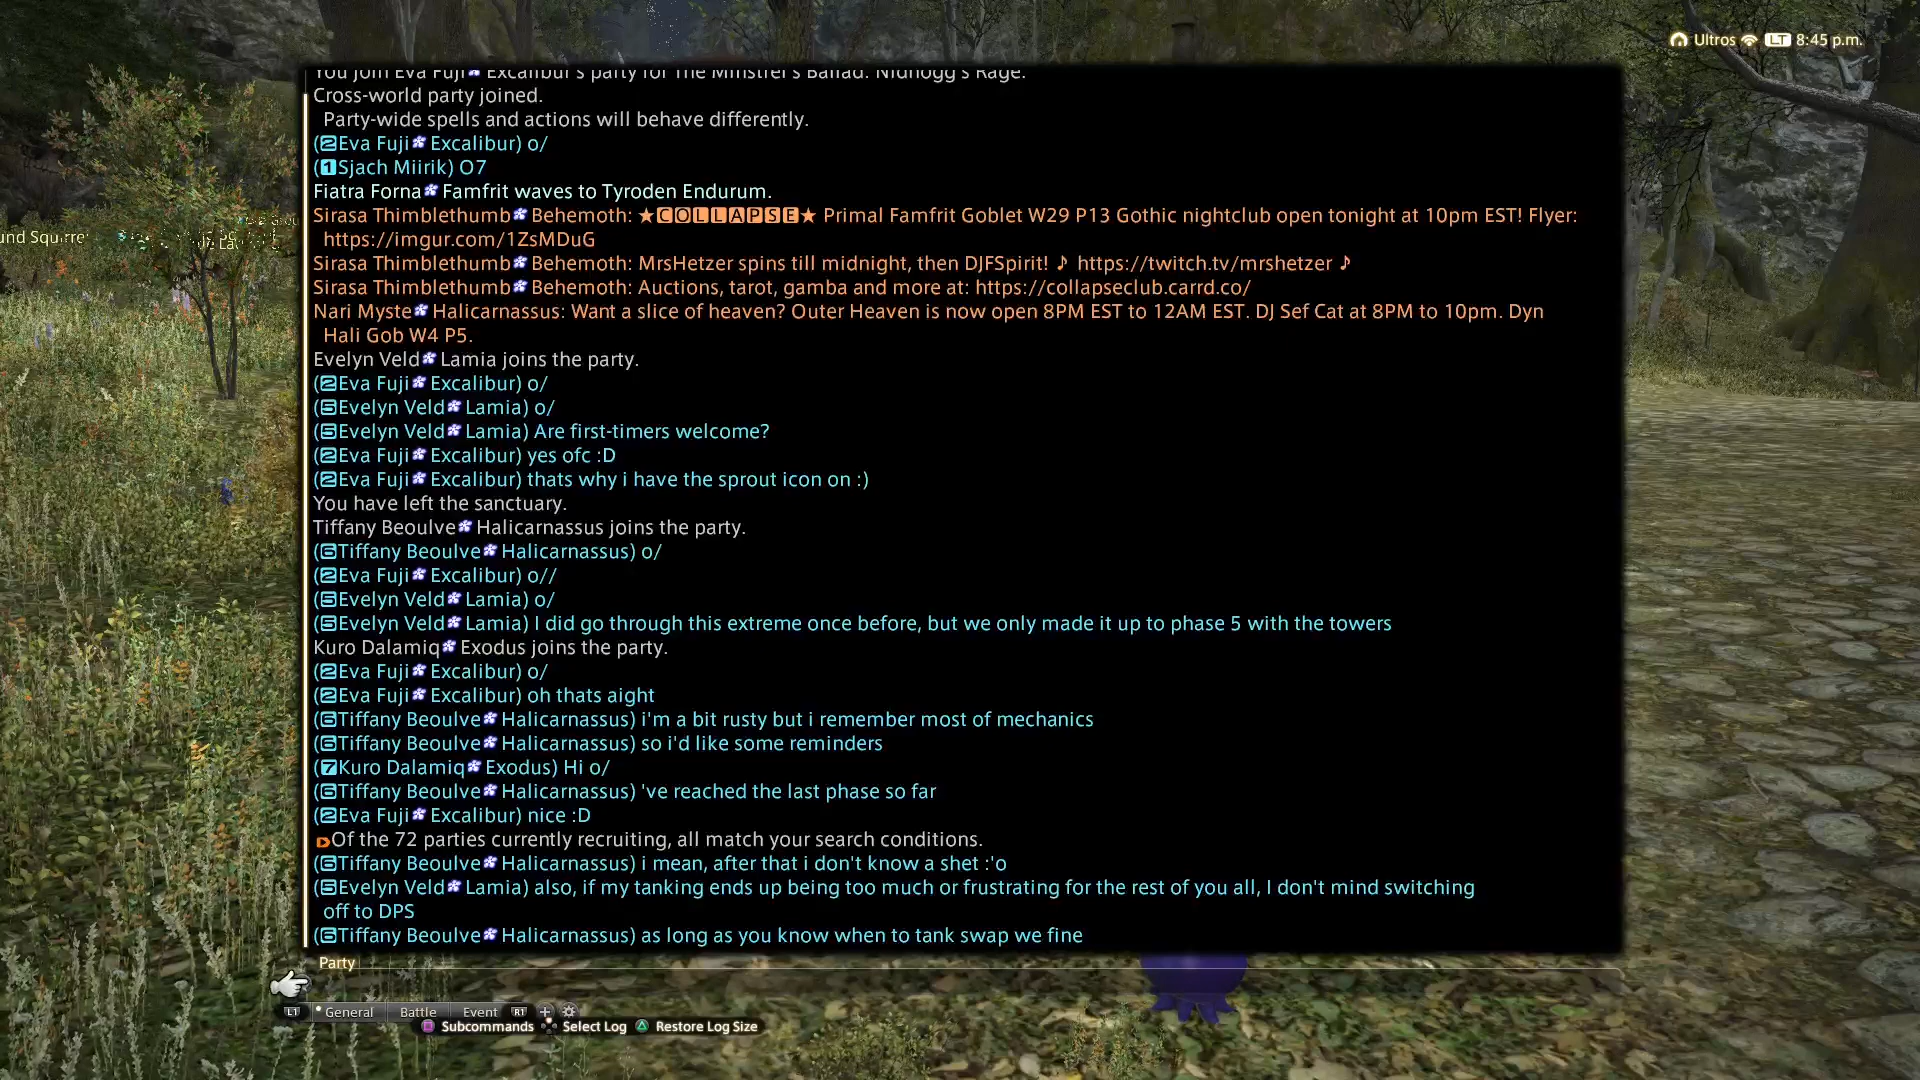 Ultros LT 8:45 p.m.
You join Eva Fuji Excalibur's party for The Minstrel's Ballad: Nidhogg's Rage.
Cross-world party joined.
Party-wide spells and actions will behave differently.
(2Eva Fuji Excalibur) o/
(1Sjach Miirik) O7
Fiatra Forna Famfrit waves to Tyroden Endurum.
Sirasa Thimblethumb Behemoth: ★COLLAPSE★ Primal Famfrit Goblet W29 P13 Gothic nightclub open tonight at 10pm EST! Flyer:
https://imgur.com/1ZsMDuG
Sirasa Thimblethumb Behemoth: MrsHetzer spins till midnight, then DJFSpirit! ♪ https://twitch.tv/mrshetzer ♪
Sirasa Thimblethumb Behemoth: Auctions, tarot, gamba and more at: https://collapseclub.carrd.co/
Nari Myste Halicarnassus: Want a slice of heaven? Outer Heaven is now open 8PM EST to 12AM EST. DJ Sef Cat at 8PM to 10pm. Dyn
Hali Gob W4 P5.
Evelyn Veld Lamia joins the party.
(2Eva Fuji Excalibur) o/
(5Evelyn Veld Lamia) o/
(5Evelyn Veld Lamia) Are first-timers welcome?
(2Eva Fuji Excalibur) yes ofc :D
(2Eva Fuji Excalibur) thats why i have the sprout icon on :)
You have left the sanctuary.
Tiffany Beoulve Halicarnassus joins the party.
(6Tiffany Beoulve Halicarnassus) o/
(2Eva Fuji Excalibur) o//
(5Evelyn Veld Lamia) o/
(5Evelyn Veld Lamia) I did go through this extreme once before, but we only made it up to phase 5 with the towers
Kuro Dalamiq Exodus joins the party.
(2Eva Fuji Excalibur) o/
(2Eva Fuji Excalibur) oh thats aight
(6Tiffany Beoulve Halicarnassus) i'm a bit rusty but i remember most of mechanics
(6Tiffany Beoulve Halicarnassus) so i'd like some reminders
(7Kuro Dalamiq Exodus) Hi o/
(6Tiffany Beoulve Halicarnassus) 've reached the last phase so far
(2Eva Fuji Excalibur) nice :D
Of the 72 parties currently recruiting, all match your search conditions.
(6Tiffany Beoulve Halicarnassus) i mean, after that i don't know a shet :'o
(5Evelyn Veld Lamia) also, if my tanking ends up being too much or frustrating for the rest of you all, I don't mind switching
off to DPS
(6Tiffany Beoulve Halicarnassus) as long as you know when to tank swap we fine
Party
L1 General Battle Event R1
Subcommands Select Log Restore Log Size